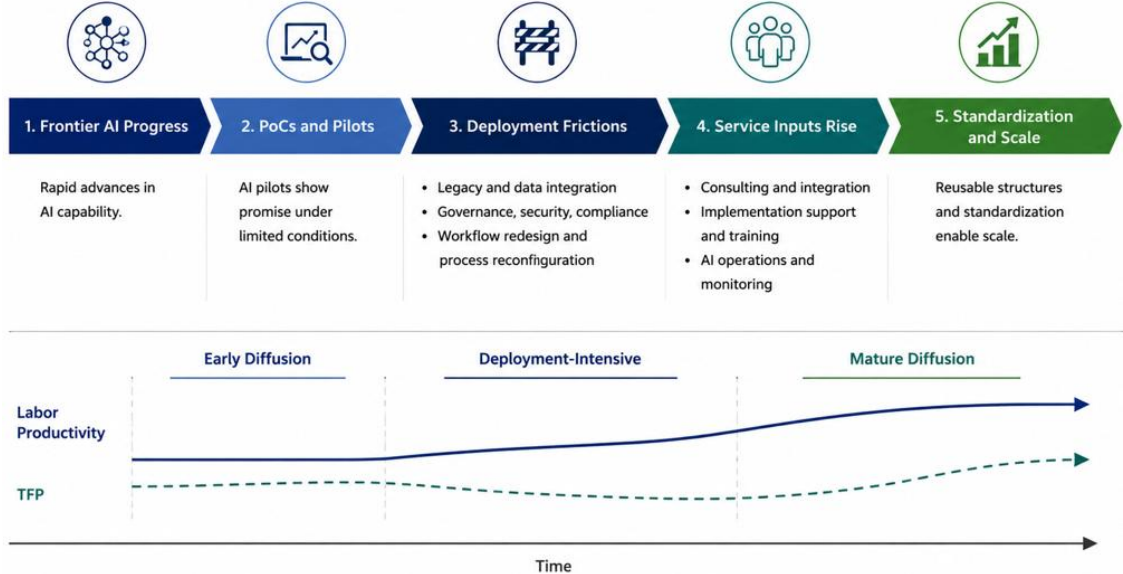 1. Frontier AI Progress
2. PoCs and Pilots
3. Deployment Frictions
4. Service Inputs Rise
5. Standardization
and Scale
Rapid advances in
AI capability.
AI pilots show
promise under
limited conditions.
• Legacy and data integration
• Governance, security, compliance
• Workflow redesign and
process reconfiguration
• Consulting and integration
• Implementation support
and training
• AI operations and
monitoring
Reusable structures
and standardization
enable scale.
Early Diffusion
Deployment-Intensive
Mature Diffusion
Labor
Productivity
TFP
Time